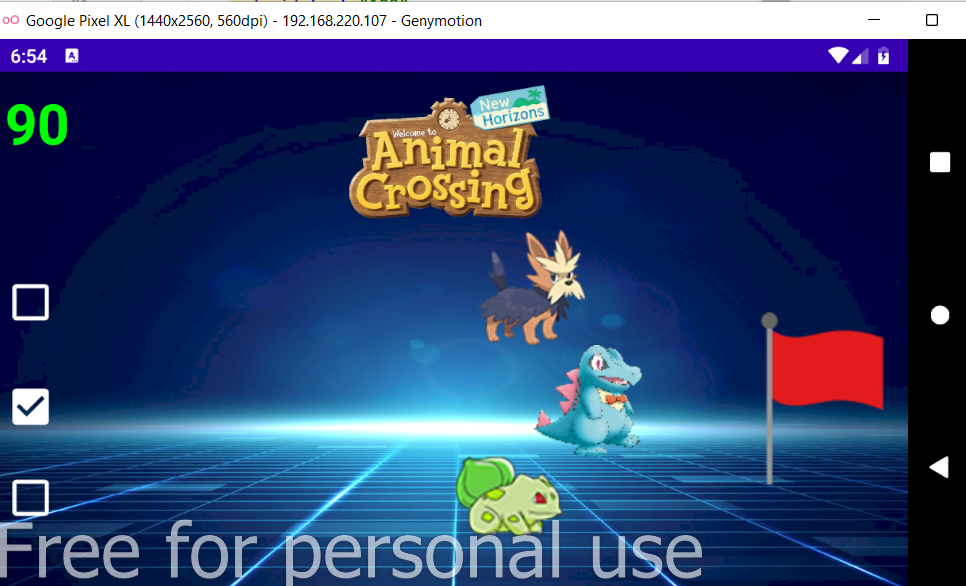 Google Pixel XL (1440x2560, 560dpi) - 192.168.220.107 - Genymotion
6:54
A
90
New
Horizons
Welcome to
Animal
Crossing
Free for personal use